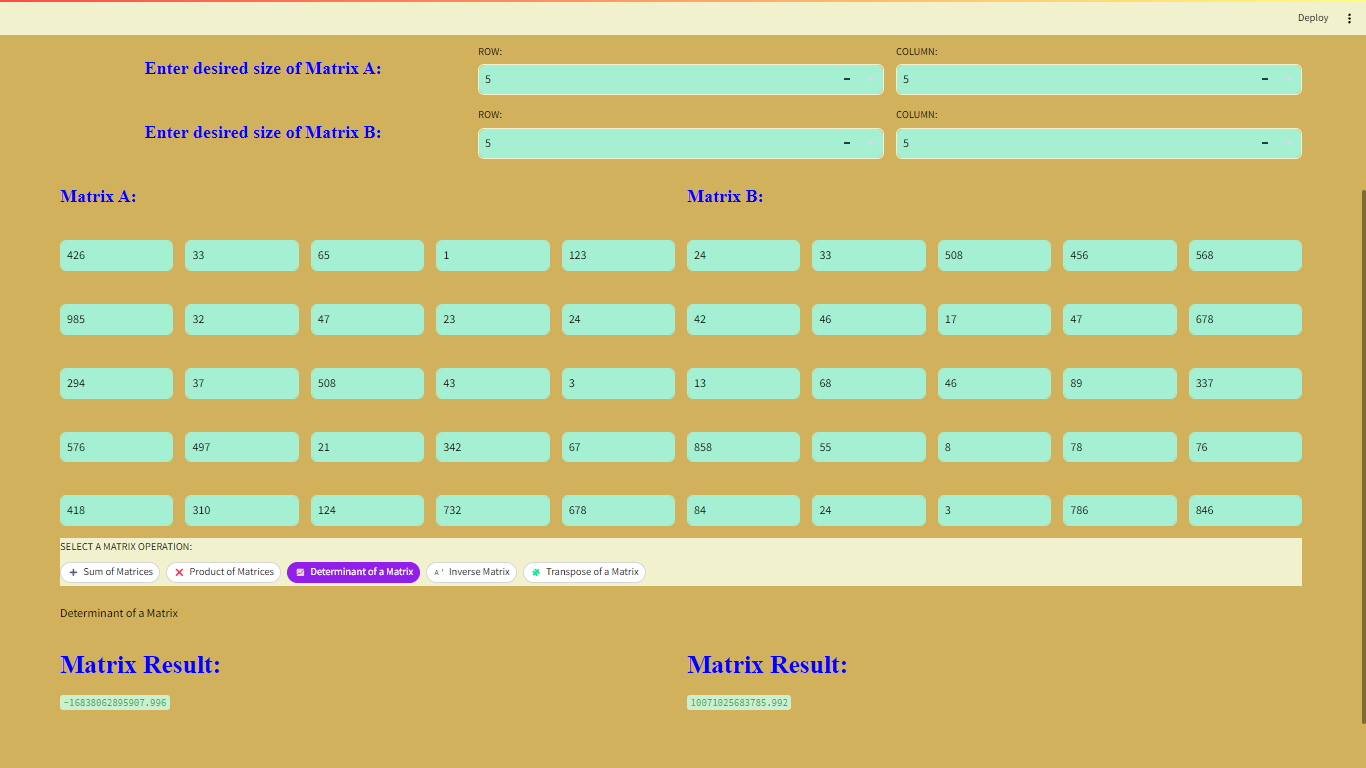 Deploy
ROW: COLUMN:
Enter desired size of Matrix A:
5 5
ROW: COLUMN:
Enter desired size of Matrix B:
5 5
Matrix A: Matrix B:
426 33 65 1 123 24 33 508 456 568
985 32 47 23 24 42 46 17 47 678
294 37 508 43 3 13 68 46 89 337
576 497 21 342 67 858 55 8 78 76
418 310 124 732 678 84 24 3 786 846
SELECT A MATRIX OPERATION:
Sum of Matrices Product of Matrices Determinant of a Matrix Inverse Matrix Transpose of a Matrix
Determinant of a Matrix
Matrix Result: Matrix Result:
-16838062895907.996 10071025683785.992